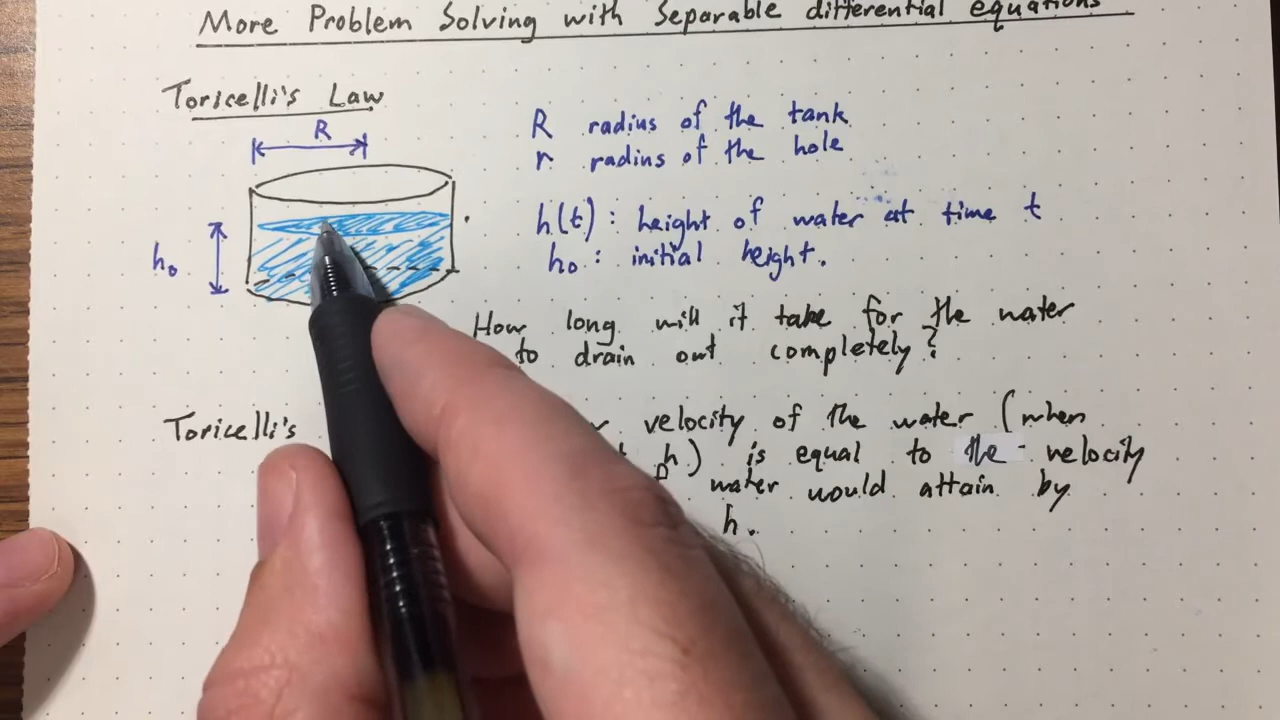 More Problem Solving with Separable differential equations
Toricelli's Law
R
R radius of the tank
r radius of the hole
h(t) : height of water at time t
h₀
h₀ : initial height.
How long will it take for the water
to drain out completely?
Toricelli's velocity of the water (when
h) is equal to the velocity
water would attain by
h.